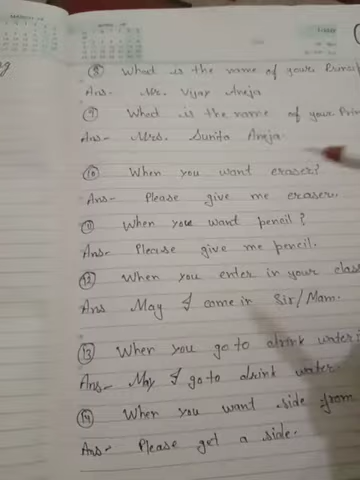 ⑧ What is the name of your Princip
Ans- Mr. Vijay Aneja
⑨ What is the name of your Prin
Ans- Mrs. Sunita Aneja.
⑩ When you want eraser?
Ans- Please give me eraser.
⑪ When you want pencil?
Ans- Please give me pencil.
⑫ When you enter in your class
Ans May I come in Sir/Mam.
⑬ When you go to drink water?
Ans- May I go to drink water.
⑭ When you want side from
Ans- Please get a side.